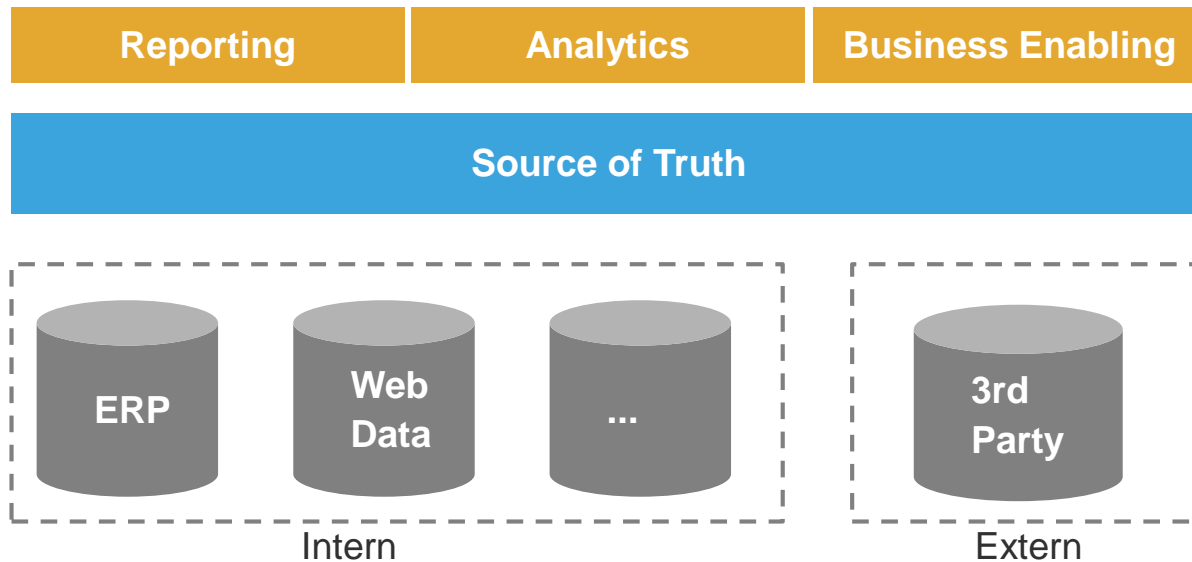 Reporting
Analytics
Business Enabling
Source of Truth
ERP
Web
Data
...
3rd
Party
Intern
Extern